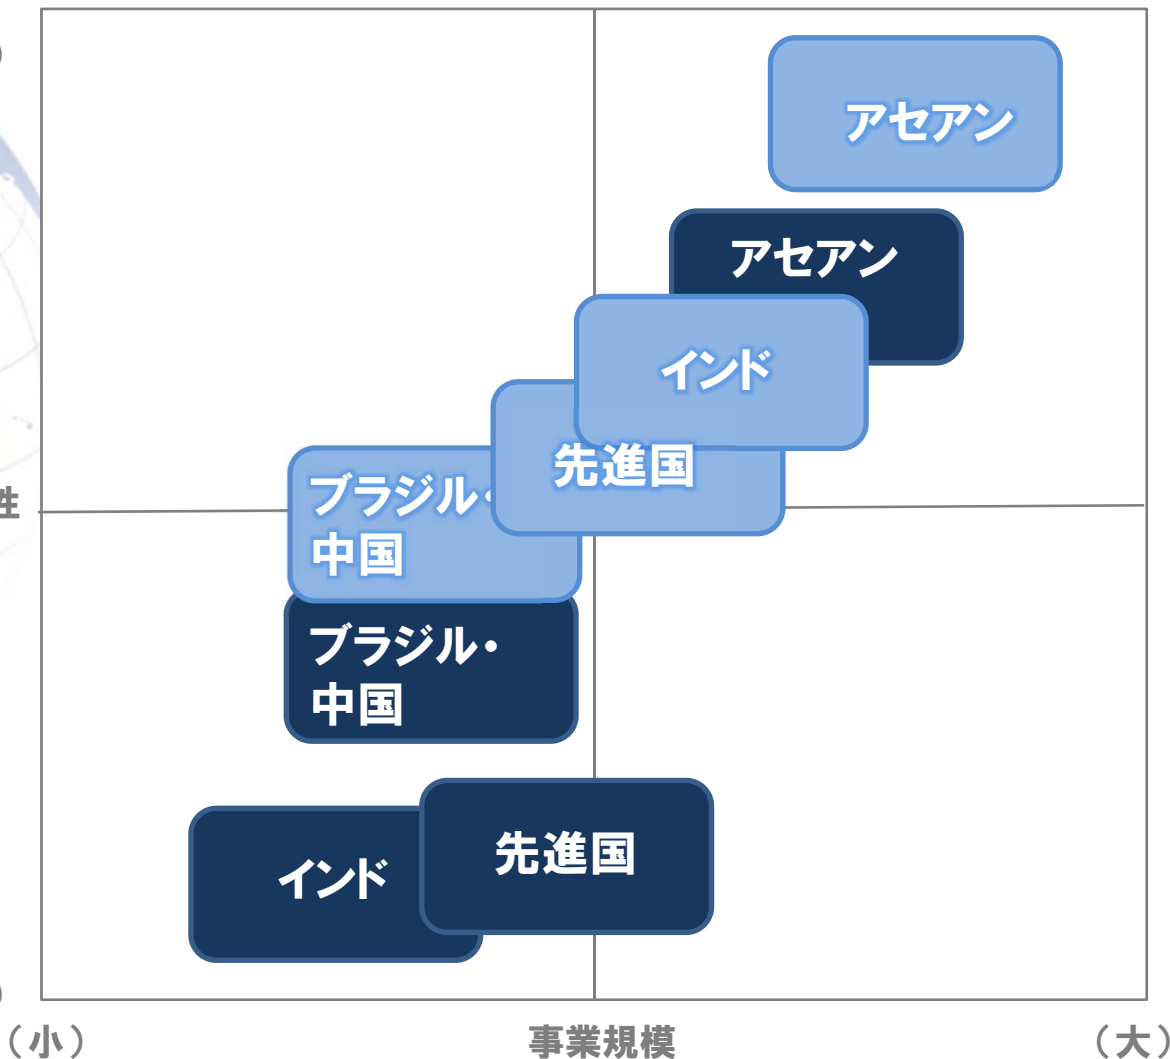 ）
アセアン
アセアン
インド
先進国
ブラジル・
中国
性
ブラジル・
中国
先進国
インド
）
（小）
事業規模
（大）